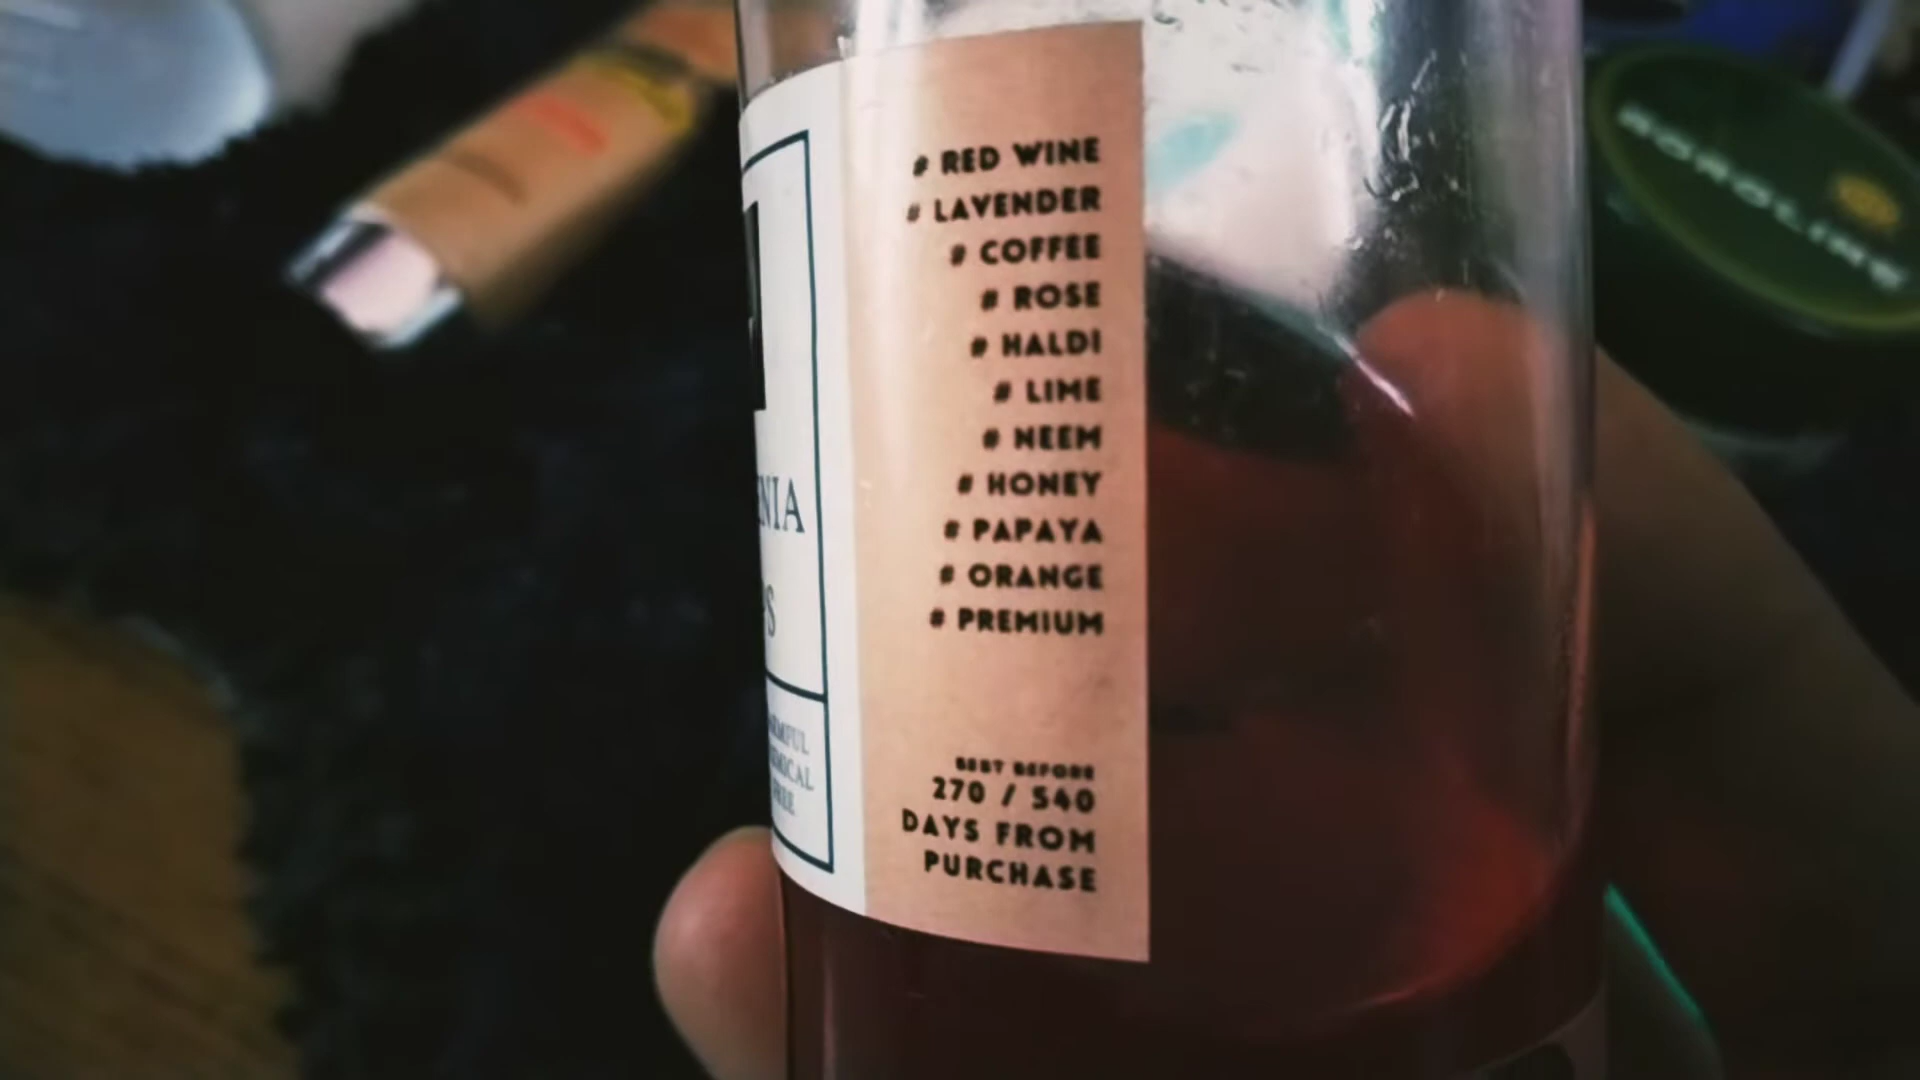 # RED WINE
# LAVENDER
# COFFEE
# ROSE
# HALDI
# LIME
# NEEM
# HONEY
# PAPAYA
# ORANGE
# PREMIUM
BEST BEFORE
270 / 540
DAYS FROM
PURCHASE
BOROLINE